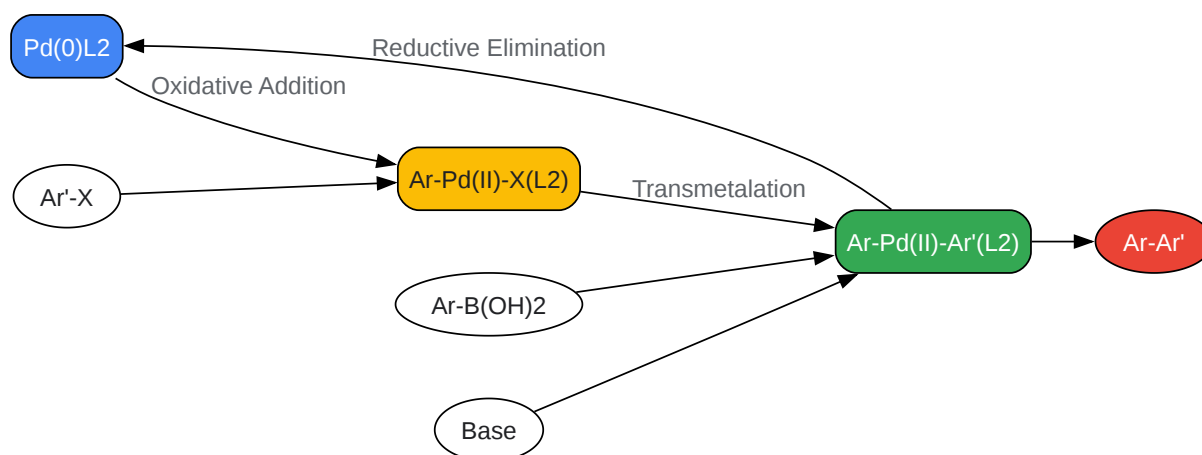 Pd(0)L2
Reductive Elimination
Oxidative Addition
Ar'-X
Ar-Pd(II)-X(L2)
Transmetalation
Ar-Pd(II)-Ar'(L2)
Ar-Ar'
Ar-B(OH)2
Base